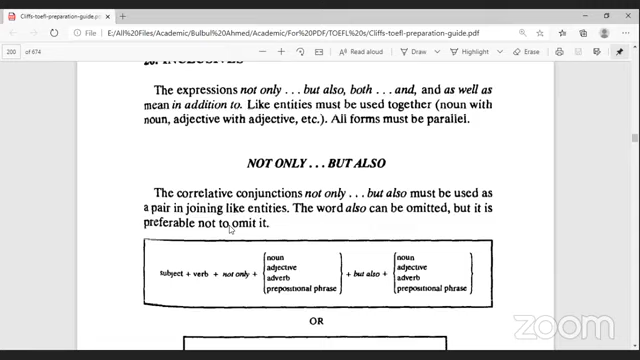 Cliffs-toefl-preparation-guide.pd
E:/All%20Files/Academic/Bulbul%20Ahmed/Academic/For%20PDF/TOEFL%20s/Cliffs-toefl-preparation-guide.pdf
200 of 674
Read aloud
Draw
Highlight
Erase
20. INCLUSIVES
The expressions not only . . . but also, both . . . and, and as well as
mean in addition to. Like entities must be used together (noun with
noun, adjective with adjective, etc.). All forms must be parallel.
NOT ONLY . . . BUT ALSO
The correlative conjunctions not only . . . but also must be used as
a pair in joining like entities. The word also can be omitted, but it is
preferable not to omit it.
subject + verb + not only + { noun adjective adverb prepositional phrase } + but also + { noun adjective adverb prepositional phrase }
OR
zoom